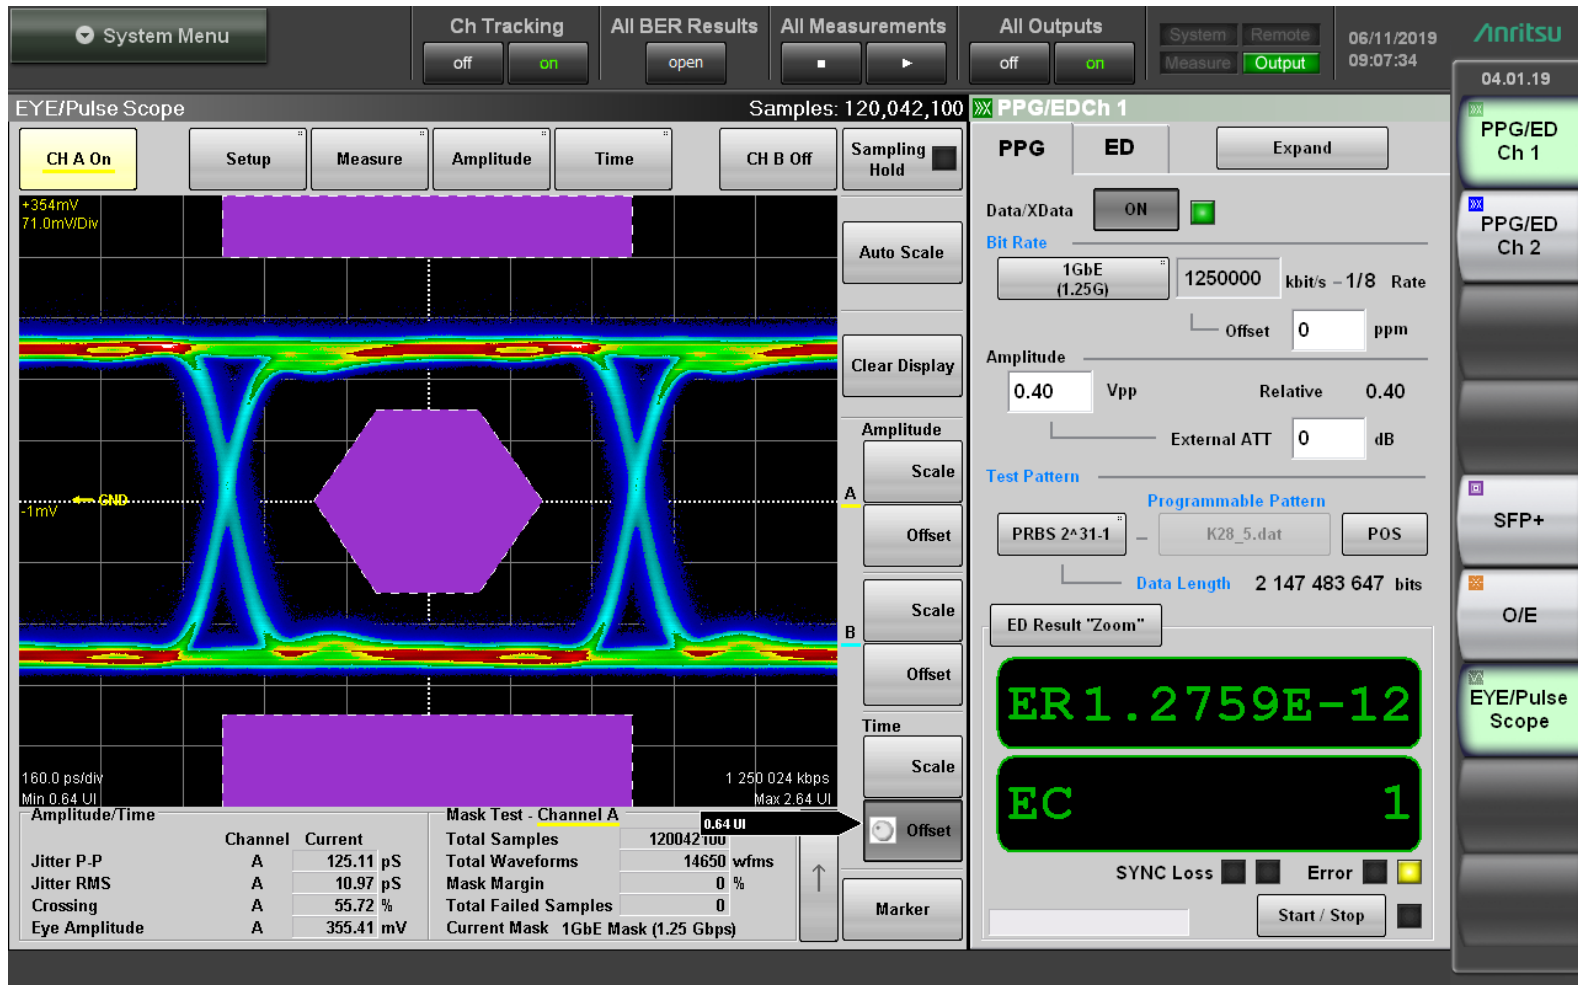 System Menu
Ch Tracking
off on
All BER Results
open
All Measurements
All Outputs
off on
System Remote
Measure Output
06/11/2019
09:07:34
Anritsu
04.01.19
EYE/Pulse Scope
Samples: 120,042,100
CH A On
Setup
Measure
Amplitude
Time
CH B Off
Sampling
Hold
+354mV
71.0mV/Div
GND
-1mV
160.0 ps/div
Min 0.64 UI
1 250 024 kbps
Max 2.64 UI
Auto Scale
Clear Display
Amplitude
A
Scale
Offset
B
Scale
Offset
Time
Scale
0.64 UI
Offset
Marker
Amplitude/Time
Channel Current
Jitter P-P A 125.11 pS
Jitter RMS A 10.97 pS
Crossing A 55.72 %
Eye Amplitude A 355.41 mV
Mask Test - Channel A
Total Samples 120042100
Total Waveforms 14650 wfms
Mask Margin 0 %
Total Failed Samples 0
Current Mask 1GbE Mask (1.25 Gbps)
PPG/EDCh 1
PPG
ED
Expand
Data/XData ON
Bit Rate
1GbE
(1.25G)
1250000 kbit/s -1/8 Rate
Offset 0 ppm
Amplitude
0.40 Vpp Relative 0.40
External ATT 0 dB
Test Pattern
Programmable Pattern
PRBS 2^31-1 - K28_5.dat POS
Data Length 2 147 483 647 bits
ED Result "Zoom"
ER 1.2759E-12
EC 1
SYNC Loss Error
Start / Stop
PPG/ED
Ch 1
PPG/ED
Ch 2
SFP+
O/E
EYE/Pulse
Scope